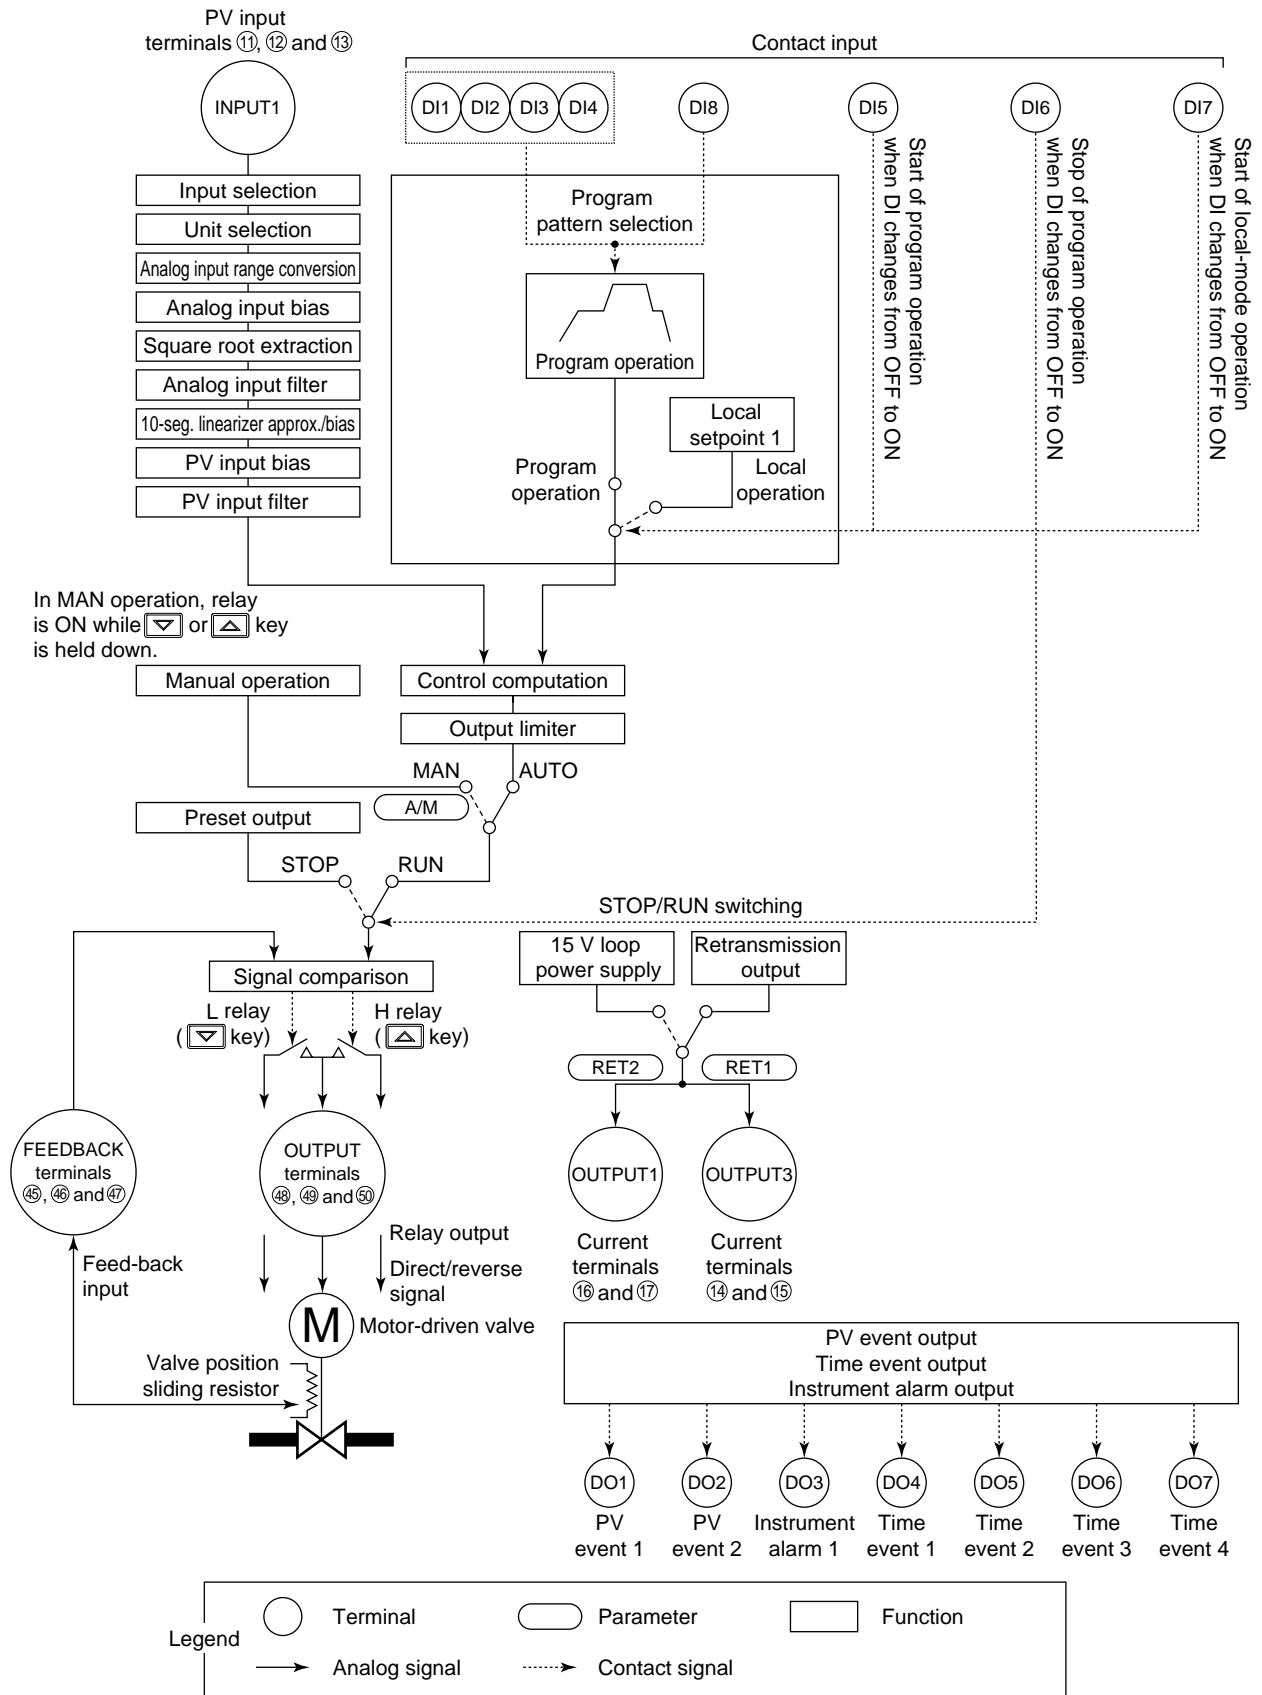 PV input
terminals ⑪, ⑫ and ⑬
Contact input
INPUT1
DI1
DI2
DI3
DI4
DI8
DI5
DI6
DI7
Start of program operation
when DI changes from OFF to ON
Stop of program operation
when DI changes from OFF to ON
Start of local-mode operation
when DI changes from OFF to ON
Input selection
Unit selection
Analog input range conversion
Analog input bias
Square root extraction
Analog input filter
10-seg. linearizer approx./bias
PV input bias
PV input filter
Program
pattern selection
Program operation
Local
setpoint 1
Program
operation
Local
operation
In MAN operation, relay
is ON while ▽ or △ key
is held down.
Manual operation
Control computation
Output limiter
MAN
AUTO
A/M
Preset output
STOP
RUN
STOP/RUN switching
Signal comparison
15 V loop
power supply
Retransmission
output
L relay
(▽ key)
H relay
(△ key)
RET2
RET1
FEEDBACK
terminals
㊺, ㊻ and ㊼
OUTPUT
terminals
㊽, ㊾ and ㊿
OUTPUT1
OUTPUT3
Current
terminals
⑯ and ⑰
Current
terminals
⑭ and ⑮
Feed-back
input
Relay output
Direct/reverse
signal
M
Motor-driven valve
Valve position
sliding resistor
PV event output
Time event output
Instrument alarm output
DO1
DO2
DO3
DO4
DO5
DO6
DO7
PV
event 1
PV
event 2
Instrument
alarm 1
Time
event 1
Time
event 2
Time
event 3
Time
event 4
Legend
Terminal
Parameter
Function
Analog signal
Contact signal